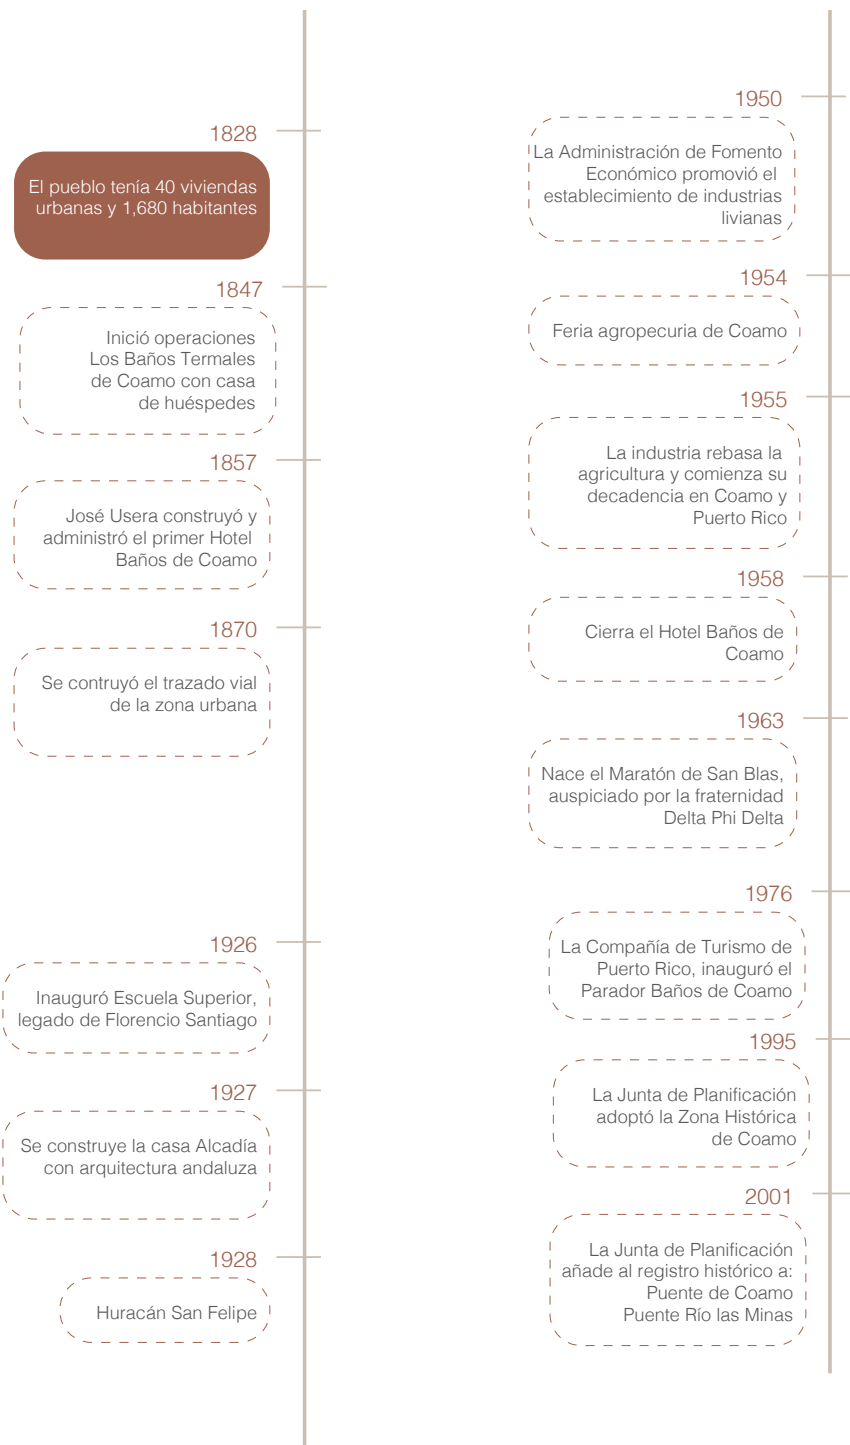 1828
El pueblo tenía 40 viviendas
urbanas y 1,680 habitantes
1847
Inició operaciones
Los Baños Termales
de Coamo con casa
de huéspedes
1857
José Usera construyó y
administró el primer Hotel
Baños de Coamo
1870
Se contruyó el trazado vial
de la zona urbana
1926
Inauguró Escuela Superior,
legado de Florencio Santiago
1927
Se construye la casa Alcadía
con arquitectura andaluza
1928
Huracán San Felipe
1950
La Administración de Fomento
Económico promovió el
establecimiento de industrias
livianas
1954
Feria agropecuria de Coamo
1955
La industria rebasa la
agricultura y comienza su
decadencia en Coamo y
Puerto Rico
1958
Cierra el Hotel Baños de
Coamo
1963
Nace el Maratón de San Blas,
auspiciado por la fraternidad
Delta Phi Delta
1976
La Compañía de Turismo de
Puerto Rico, inauguró el
Parador Baños de Coamo
1995
La Junta de Planificación
adoptó la Zona Histórica
de Coamo
2001
La Junta de Planificación
añade al registro histórico a:
Puente de Coamo
Puente Río las Minas